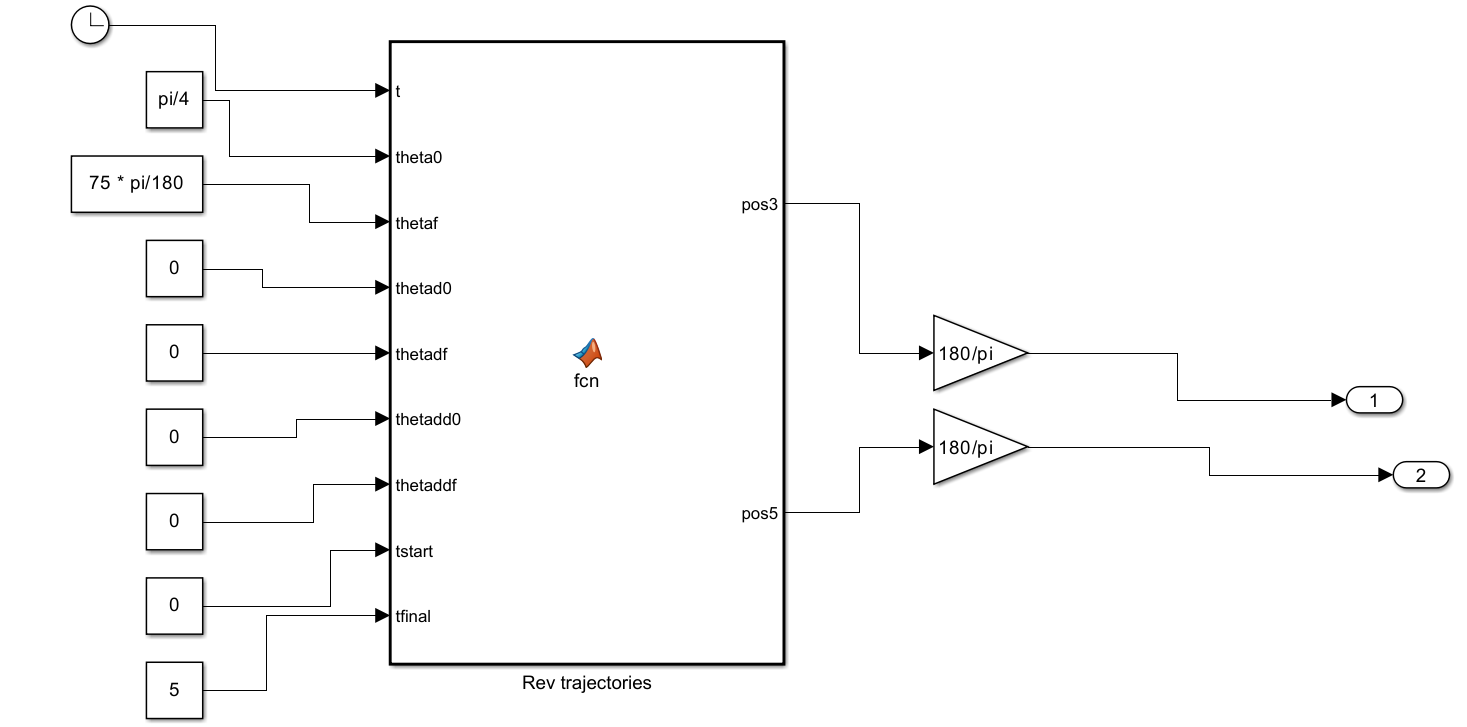 pi/4
75 * pi/180
0
0
0
0
0
5
t
theta0
thetaf
thetad0
thetadf
thetadd0
thetaddf
tstart
tfinal
fcn
pos3
pos5
Rev trajectories
180/pi
180/pi
1
2